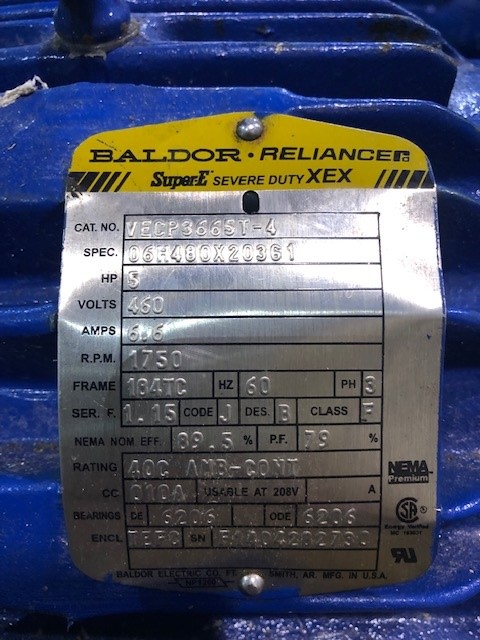 BALDOR • RELIANCE
Super-E SEVERE DUTY XEX
CAT. NO. VECP3665T-4
SPEC. 06H480X203G1
HP 5
VOLTS 460
AMPS 6.6
R.P.M. 1750
FRAME 184TC HZ 60 PH 3
SER. F. 1.15 CODE J DES. B CLASS F
NEMA NOM EFF. 89.5 % P.F. 79 %
RATING 40C AMB-CONT
NEMA
Premium
CC 010A USABLE AT 208V A
BEARINGS DE 6206 ODE 6206
Energy Verified
ENCL TEFC SN
BALDOR ELECTRIC CO. FT. SMITH, AR. MFG. IN U.S.A.